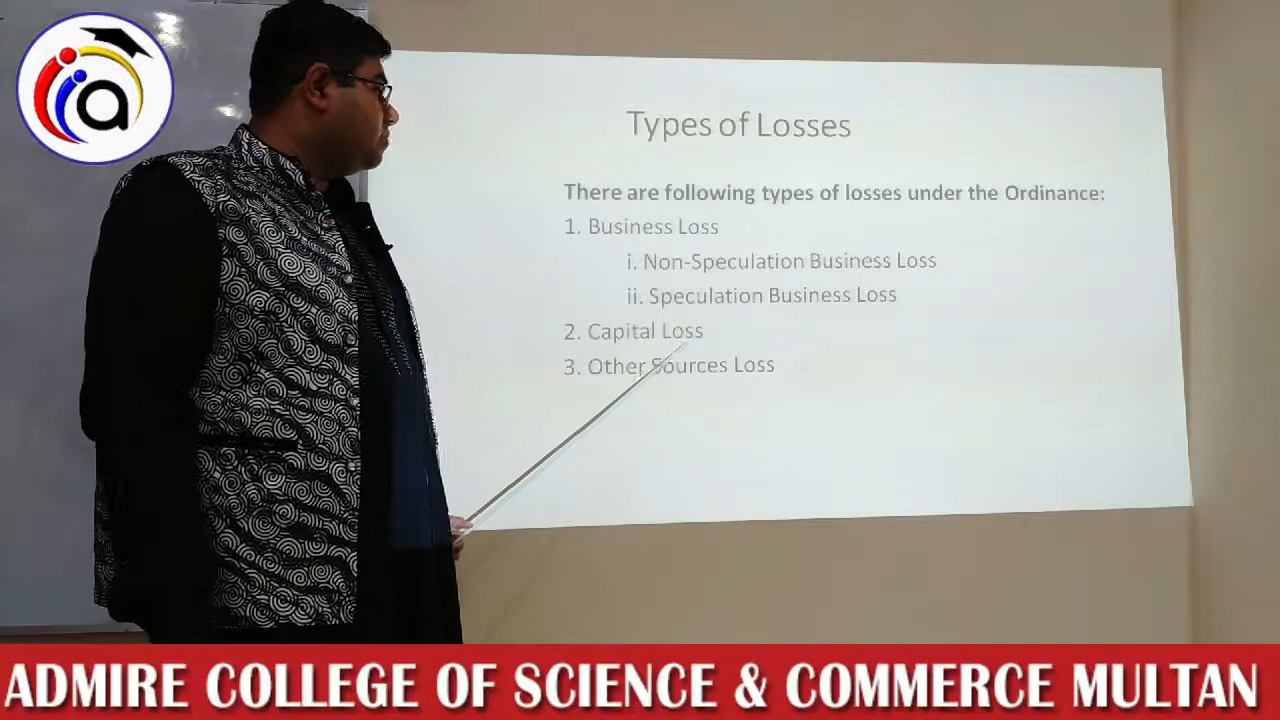 a
Types of Losses
There are following types of losses under the Ordinance:
1. Business Loss
i. Non-Speculation Business Loss
ii. Speculation Business Loss
2. Capital Loss
3. Other Sources Loss
ADMIRE COLLEGE OF SCIENCE & COMMERCE MULTAN